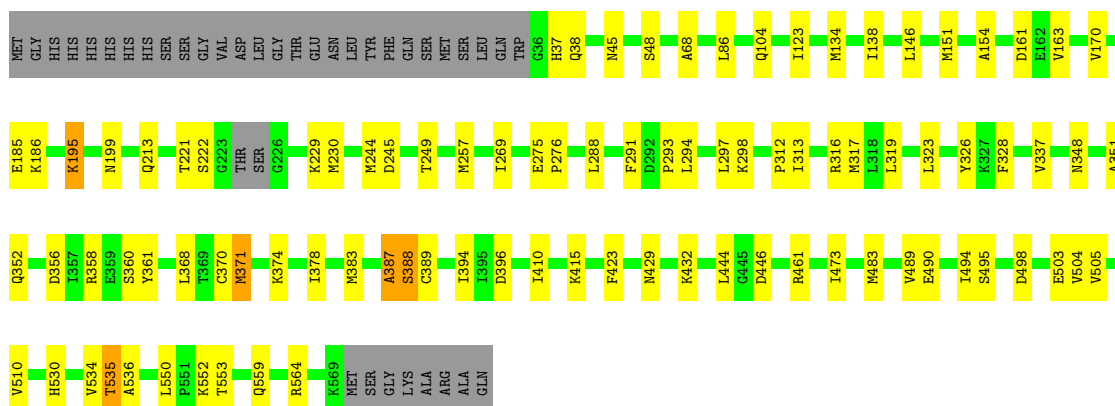 MET GLY HIS HIS HIS HIS HIS HIS SER SER GLY VAL ASP LEU GLY THR GLU ASN LEU TYR PHE GLN SER MET SER LEU GLN TRP G36 H37 Q38 N45 S48 A68 L86 Q104 I123 M134 I138 L146 M151 A154 D161 E162 V163 V170
E185 K186 K195 N199 Q213 T221 S222 G223 THR SER G226 K229 M230 M244 D245 T249 M257 I269 E275 P276 L288 F291 D292 P293 L294 L297 K298 P312 I313 R316 M317 L318 L319 L323 Y326 K327 F328 V337 N348 A351
Q352 D356 I357 R358 E359 S360 Y361 L368 T369 C370 M371 K374 I378 M383 A387 S388 C389 I394 I395 D396 I410 K415 F423 N429 K432 L444 G445 D446 R461 I473 M483 V489 E490 I494 S495 D498 E503 V504 V505
V510 H530 V534 T535 A536 L550 P551 K552 T553 Q559 R564 K569 MET SER GLY LYS ALA ARG ALA GLN